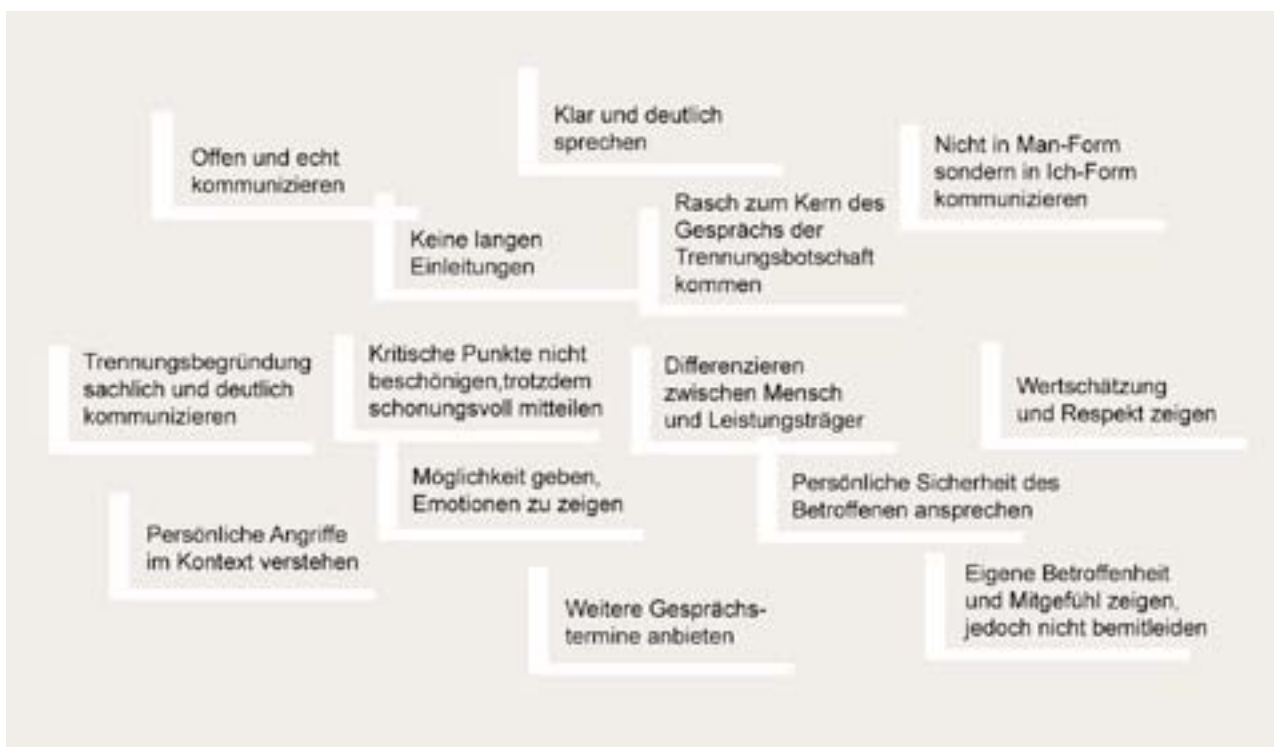 Klar und deutlich
sprechen
Offen und echt
kommunizieren
Nicht in Man-Form
sondern in Ich-Form
kommunizieren
Keine langen
Einleitungen
Rasch zum Kern des
Gesprächs der
Trennungsbotschaft
kommen
Trennungsbegründung
sachlich und deutlich
kommunizieren
Kritische Punkte nicht
beschönigen,trotzdem
schonungsvoll mitteilen
Differenzieren
zwischen Mensch
und Leistungsträger
Wertschätzung
und Respekt zeigen
Möglichkeit geben,
Emotionen zu zeigen
Persönliche Sicherheit des
Betroffenen ansprechen
Persönliche Angriffe
im Kontext verstehen
Weitere Gesprächs-
termine anbieten
Eigene Betroffenheit
und Mitgefühl zeigen,
jedoch nicht bemitleiden